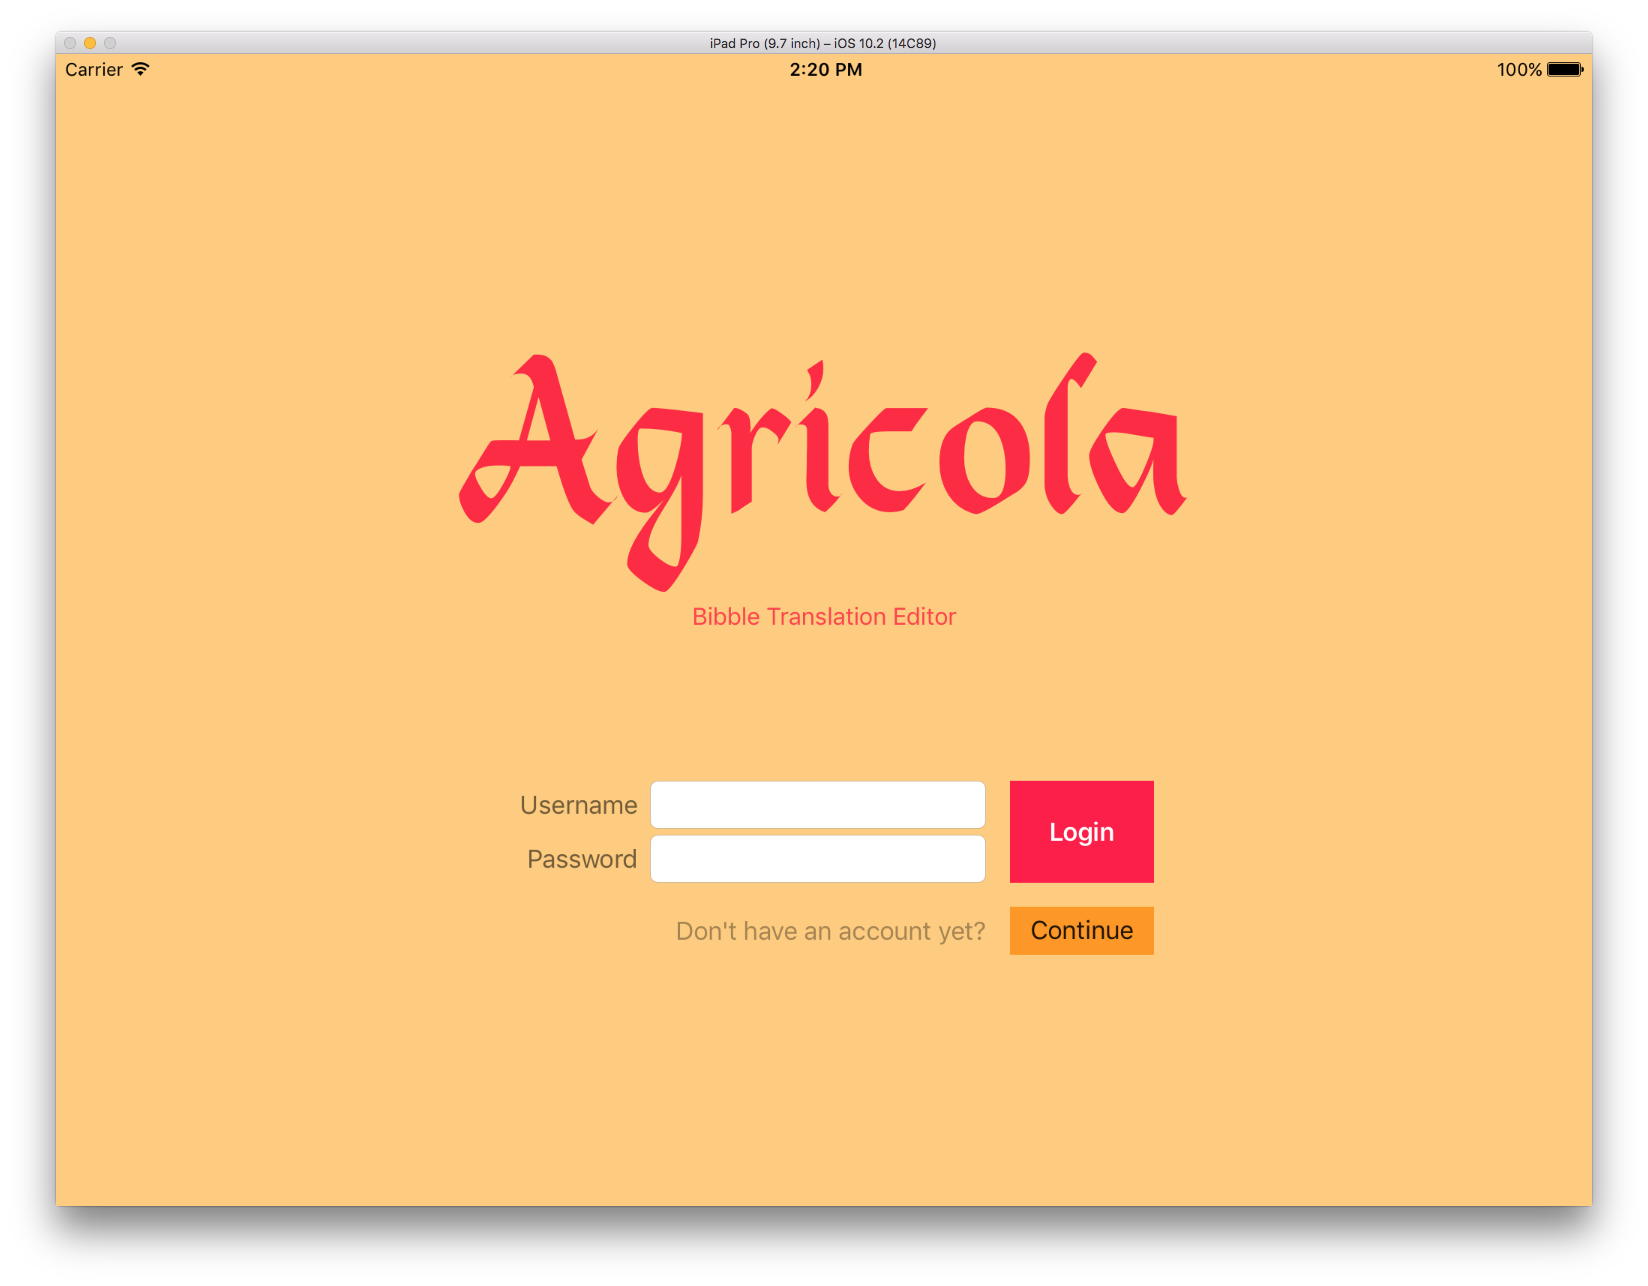 iPad Pro (9.7 inch) – iOS 10.2 (14C89)
Carrier 2:20 PM 100%
Agricola
Bibble Translation Editor
Username
Password
Login
Don't have an account yet? Continue